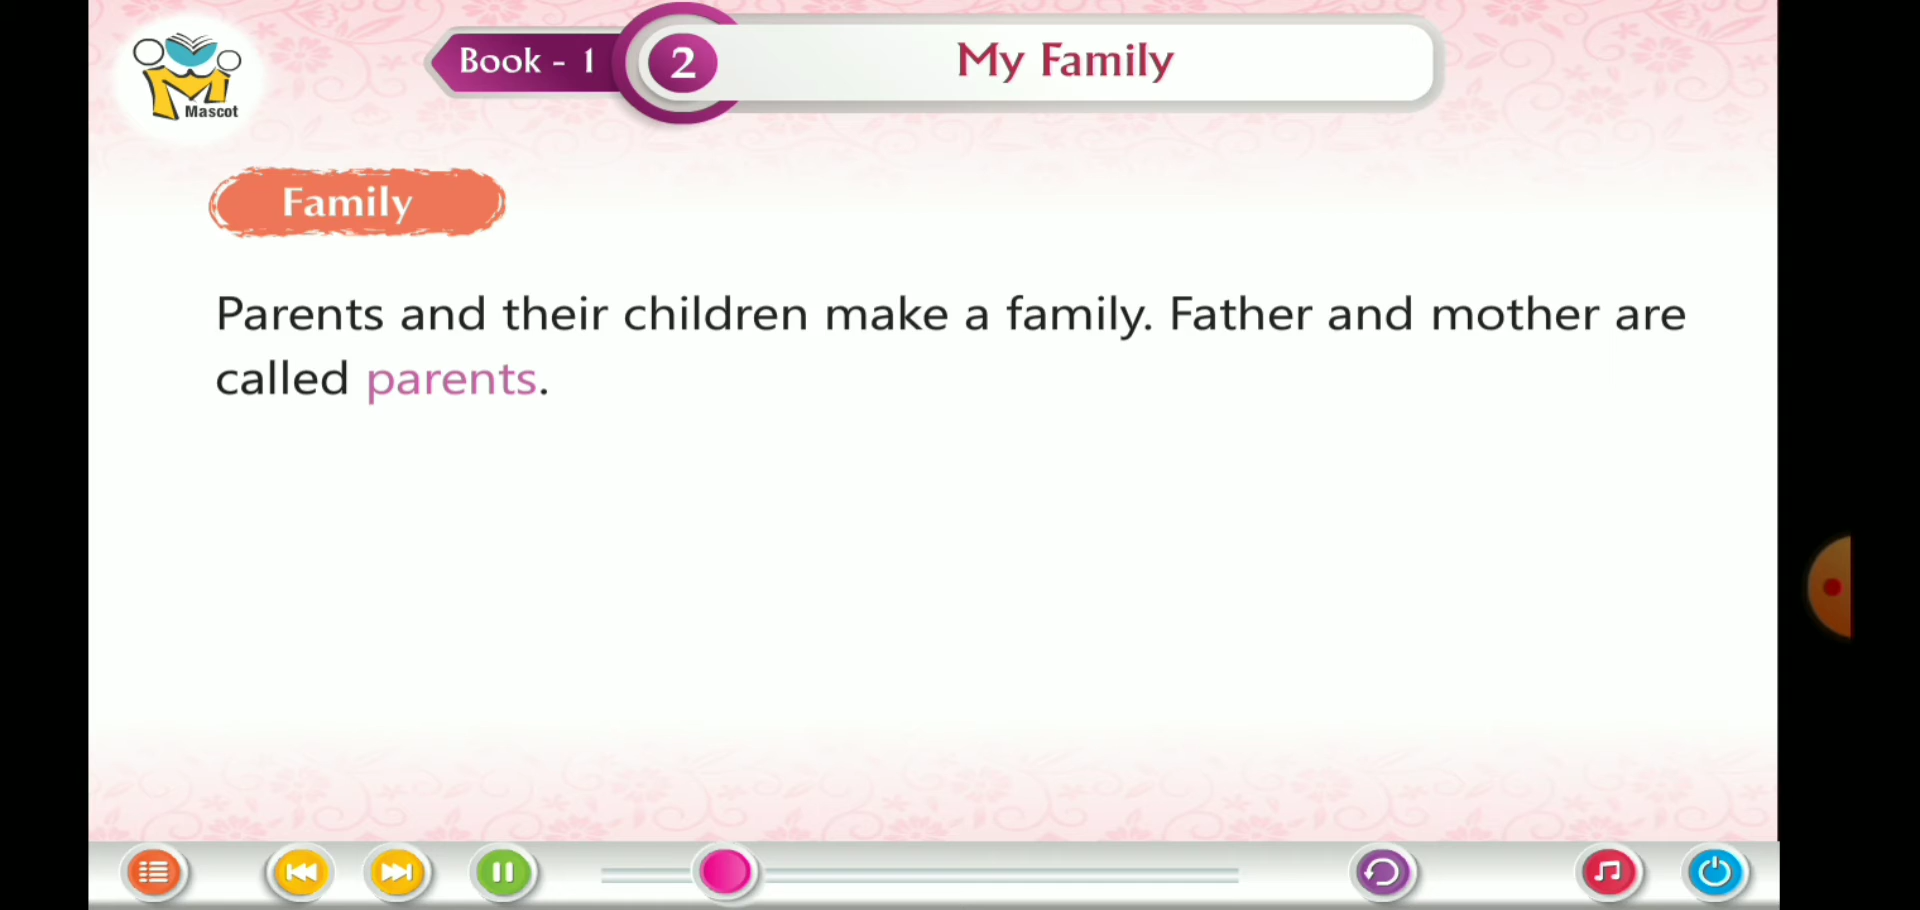 Mascot
Book - 1
2
My Family
Family
Parents and their children make a family. Father and mother are
called parents.